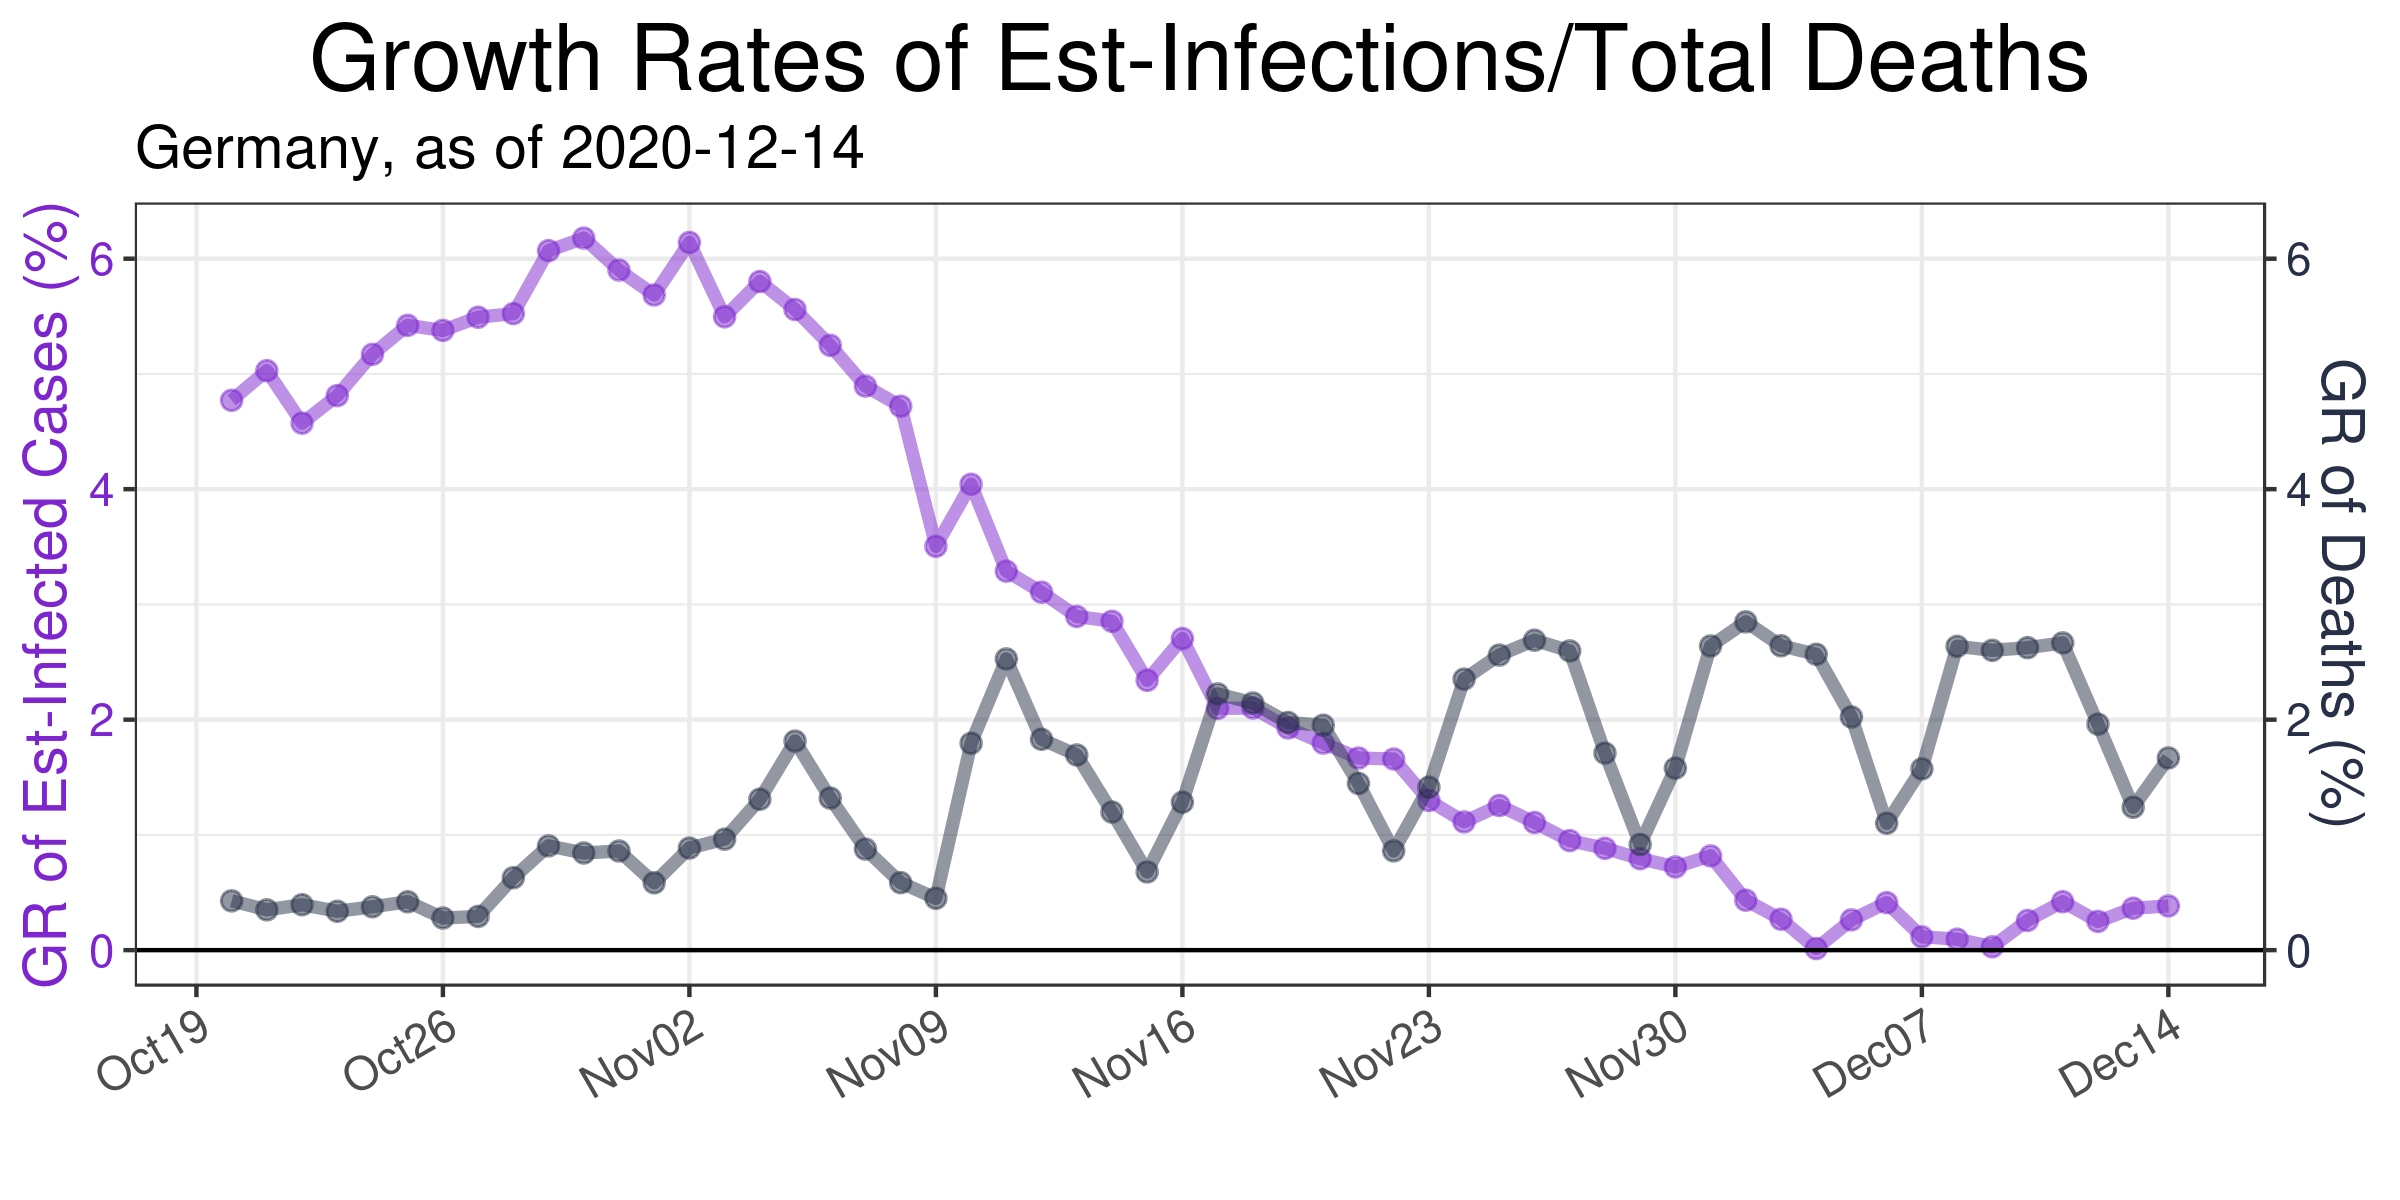 Growth Rates of Est-Infections/Total Deaths
Germany, as of 2020-12-14
GR of Est-Infected Cases (%)
6
4
2
0
6
4
2
0
GR of Deaths (%)
Oct19
Oct26
Nov02
Nov09
Nov16
Nov23
Nov30
Dec07
Dec14